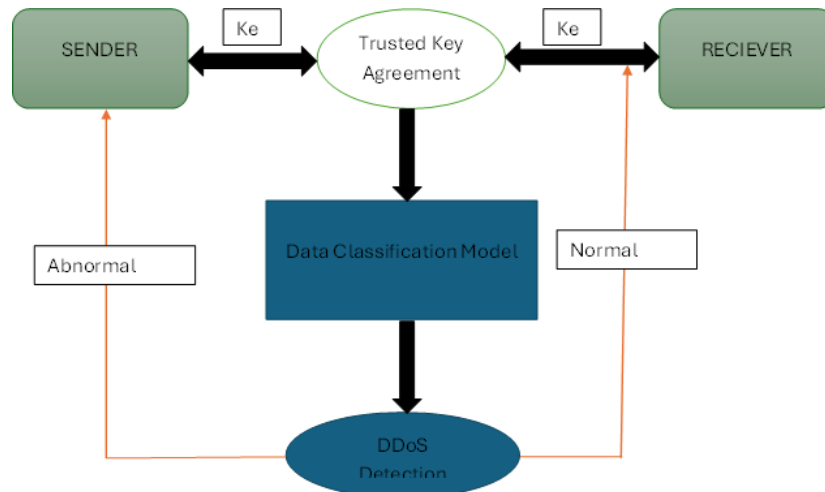 SENDER
Ke
Trusted Key
Agreement
Ke
RECIEVER
Data Classification Model
Abnormal
Normal
DDoS
Detection